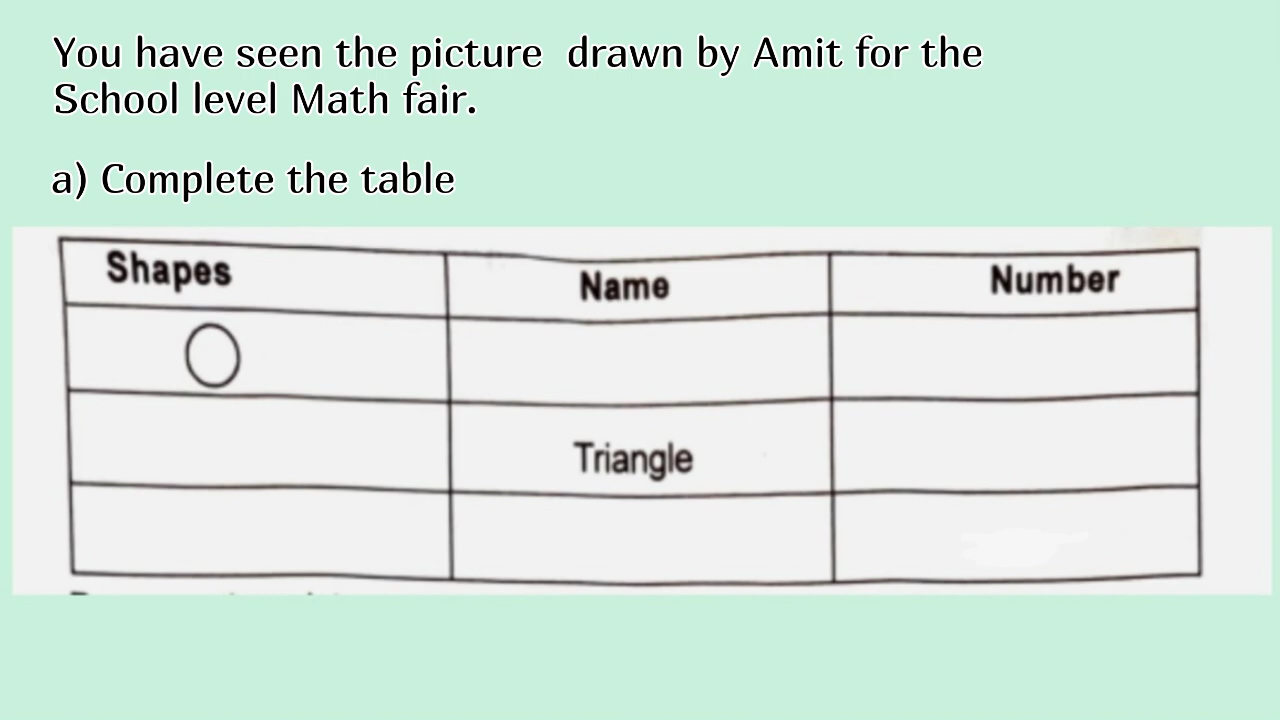 You have seen the picture drawn by Amit for the
School level Math fair.
a) Complete the table
Shapes Name Number
Triangle